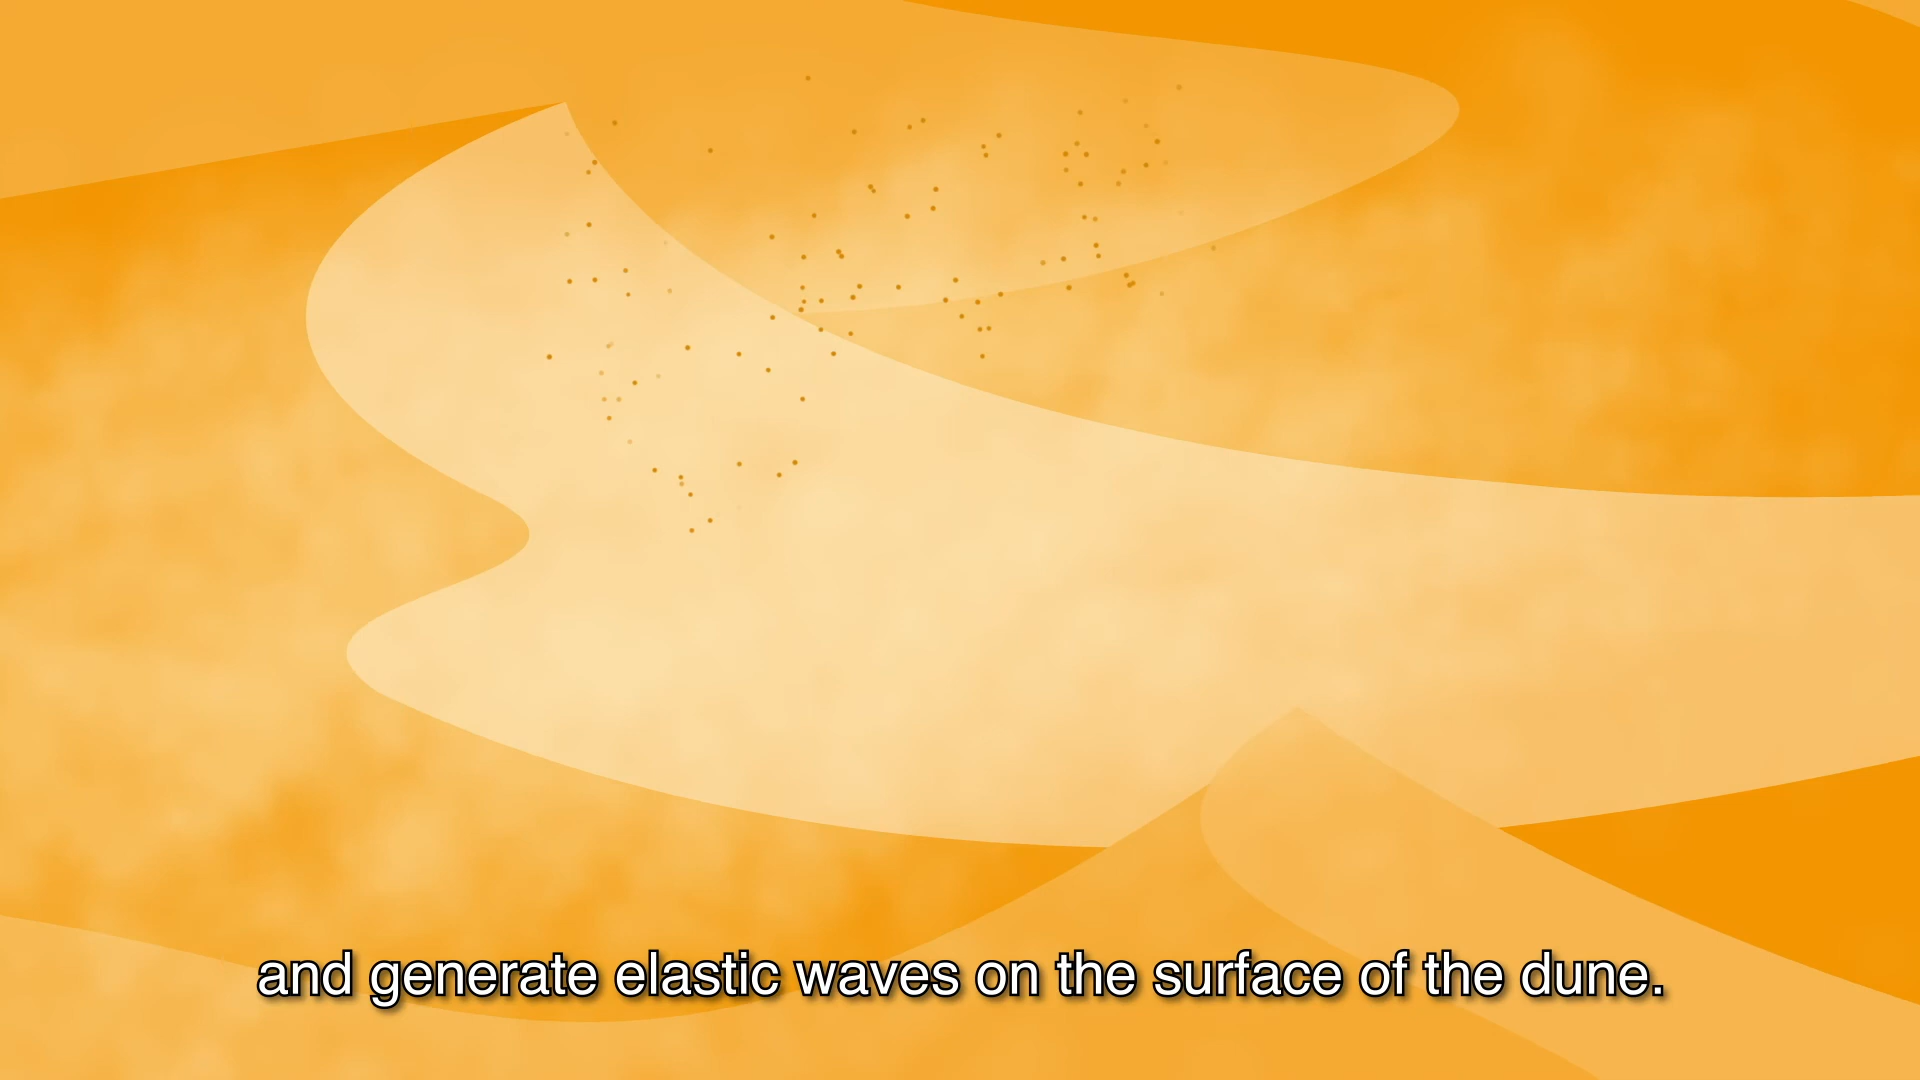 and generate elastic waves on the surface of the dune.